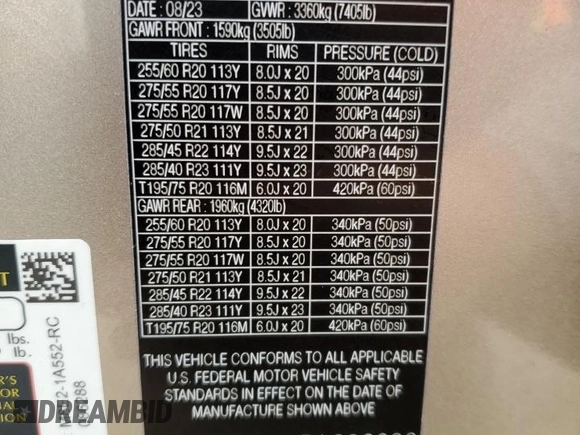 DATE : 08/23 GVWR : 3360kg (7405lb)
GAWR FRONT : 1590kg (3505lb)
TIRES RIMS PRESSURE (COLD)
255/60 R20 113Y 8.0J x 20 300kPa (44psi)
275/55 R20 117Y 8.5J x 20 300kPa (44psi)
275/55 R20 117W 8.5J x 20 300kPa (44psi)
275/50 R21 113Y 8.5J x 21 300kPa (44psi)
285/45 R22 114Y 9.5J x 22 300kPa (44psi)
285/40 R23 111Y 9.5J x 23 300kPa (44psi)
T195/75 R20 116M 6.0J x 20 420kPa (60psi)
GAWR REAR : 1960kg (4320lb)
255/60 R20 113Y 8.0J x 20 340kPa (50psi)
275/55 R20 117Y 8.5J x 20 340kPa (50psi)
275/55 R20 117W 8.5J x 20 340kPa (50psi)
275/50 R21 113Y 8.5J x 21 340kPa (50psi)
285/45 R22 114Y 9.5J x 22 340kPa (50psi)
285/40 R23 111Y 9.5J x 23 340kPa (50psi)
T195/75 R20 116M 6.0J x 20 420kPa (60psi)
THIS VEHICLE CONFORMS TO ALL APPLICABLE
U.S. FEDERAL MOTOR VEHICLE SAFETY
STANDARDS IN EFFECT ON THE DATE OF
MANUFACTURE SHOWN ABOVE
lbs.
lb.
-1A552-RC
DREAMBID